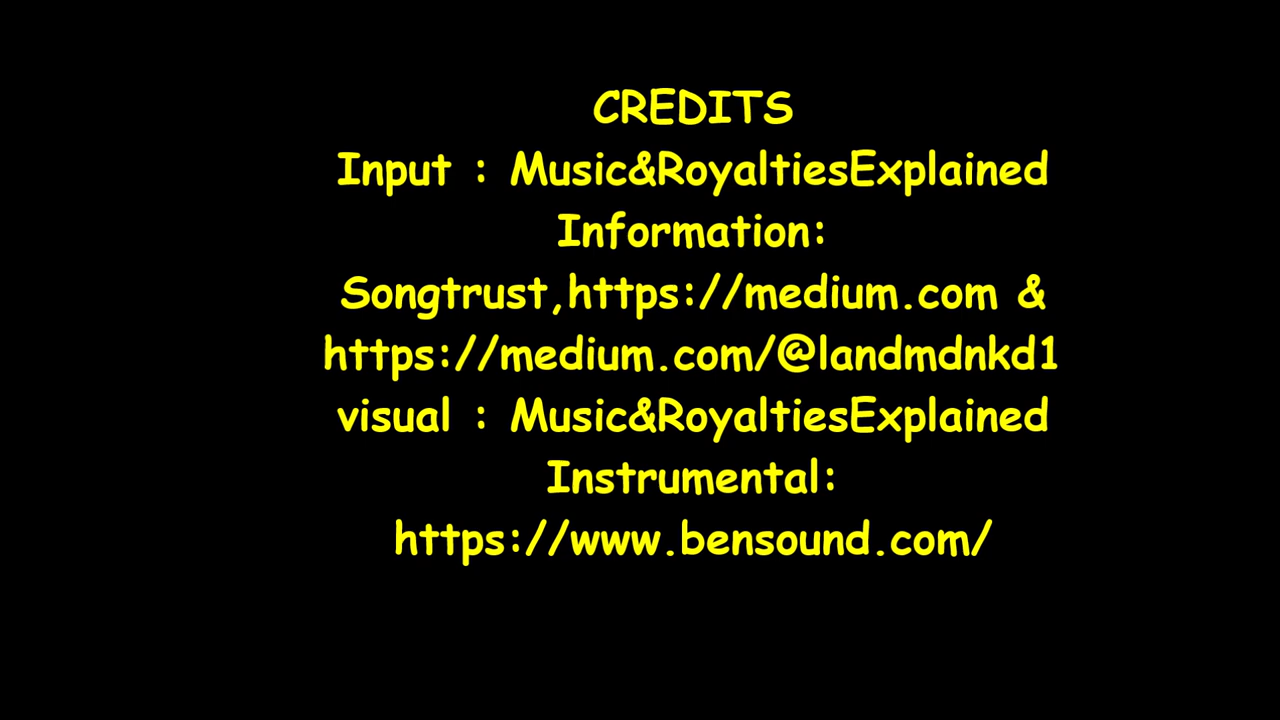 CREDITS
Input : Music&RoyaltiesExplained
Information:
Songtrust,https://medium.com &
https://medium.com/@landmdnkd1
visual : Music&RoyaltiesExplained
Instrumental:
https://www.bensound.com/